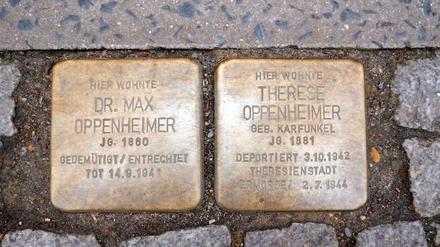 HIER WOHNTE
DR. MAX
OPPENHEIMER
JG. 1860
GEDEMÜTIGT / ENTRECHTET
TOT 14.9.1941
HIER WOHNTE
THERESE
OPPENHEIMER
GEB. KARFUNKEL
JG. 1881
DEPORTIERT 3.10.1942
THERESIENSTADT
ERMORDET 2.7.1944